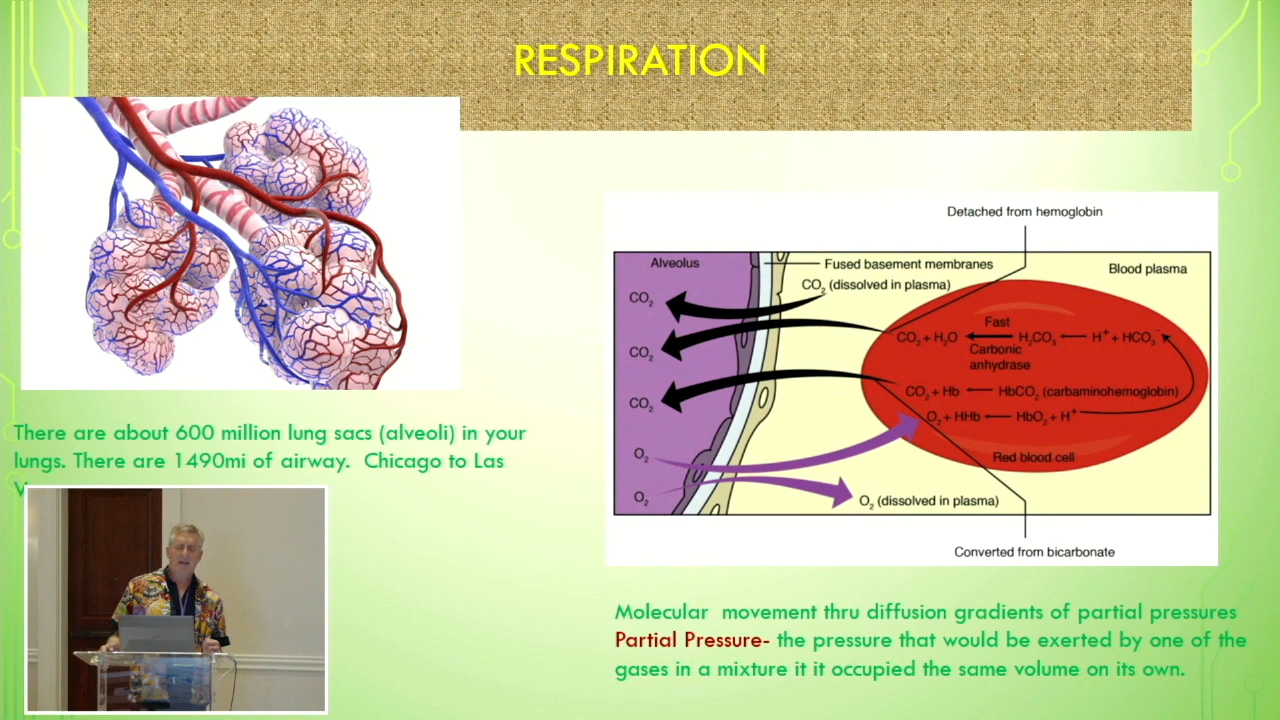 RESPIRATION
There are about 600 million lung sacs (alveoli) in your
lungs. There are 1490mi of airway. Chicago to Las
Detached from hemoglobin
Alveolus
Fused basement membranes
Blood plasma
CO₂ (dissolved in plasma)
CO₂
CO₂
CO₂
Fast
CO₂ + H₂O
H₂CO₃
H⁺ + HCO₃⁻
Carbonic
anhydrase
CO₂ + Hb
HbCO₂ (carbaminohemoglobin)
O₂ + HHb
HbO₂ + H⁺
Red blood cell
O₂
O₂
O₂ (dissolved in plasma)
Converted from bicarbonate
Molecular movement thru diffusion gradients of partial pressures
Partial Pressure- the pressure that would be exerted by one of the
gases in a mixture it it occupied the same volume on its own.